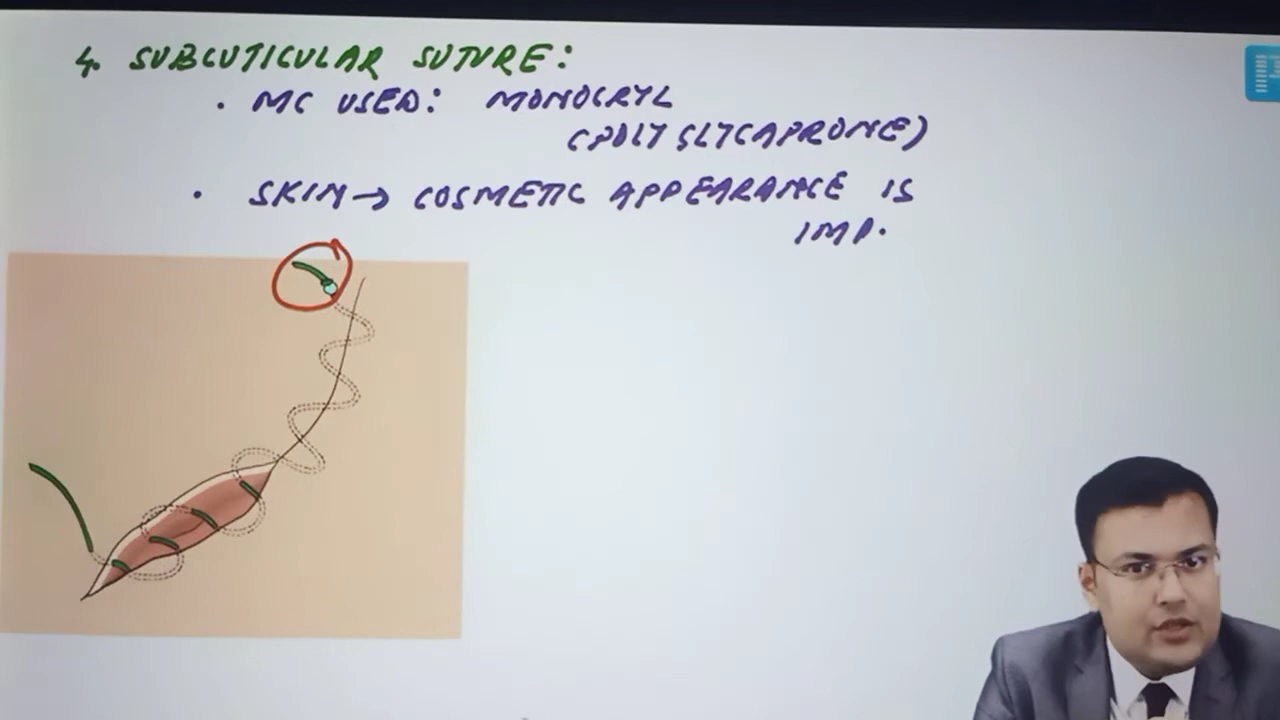 4. SUBCUTICULAR SUTURE:
. MC USED: MONOCRYL
(POLYGLYCAPRONE)
. SKIN → COSMETIC APPEARANCE IS
IMP.